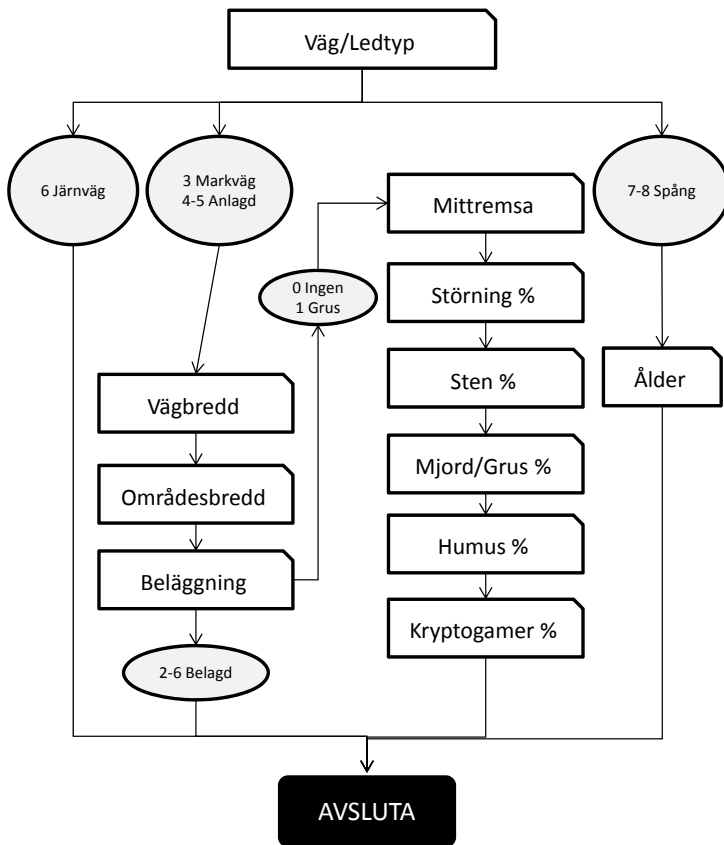 Väg/Ledtyp
6 Järnväg
3 Markväg
4-5 Anlagd
7-8 Spång
Mittremsa
0 Ingen
1 Grus
Störning %
Vägbredd
Sten %
Ålder
Områdesbredd
Mjord/Grus %
Beläggning
Humus %
Kryptogamer %
2-6 Belagd
AVSLUTA